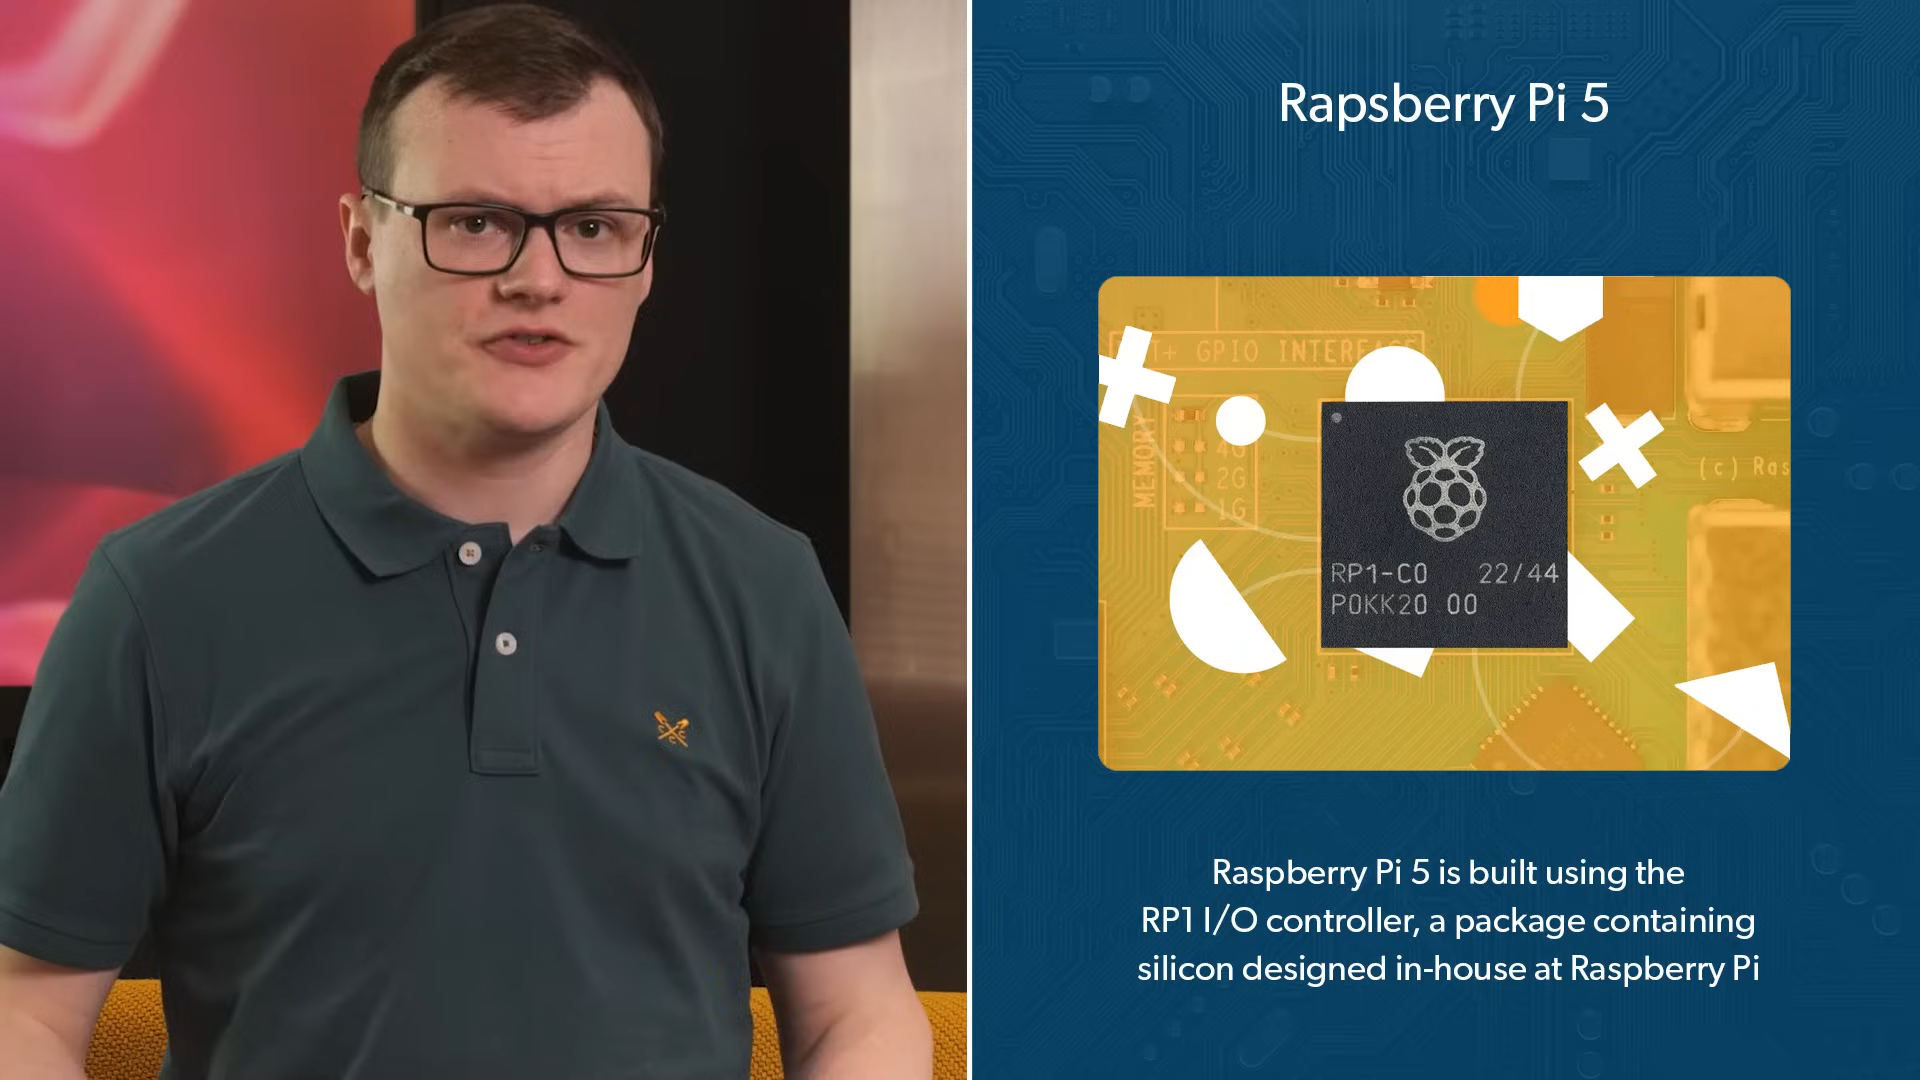 Rapsberry Pi 5
T+ GPIO INTERFACE
MEMORY
4G
2G
1G
(c) Ras
RP1-C0 22/44
P0KK20 00
Raspberry Pi 5 is built using the
RP1 I/O controller, a package containing
silicon designed in-house at Raspberry Pi